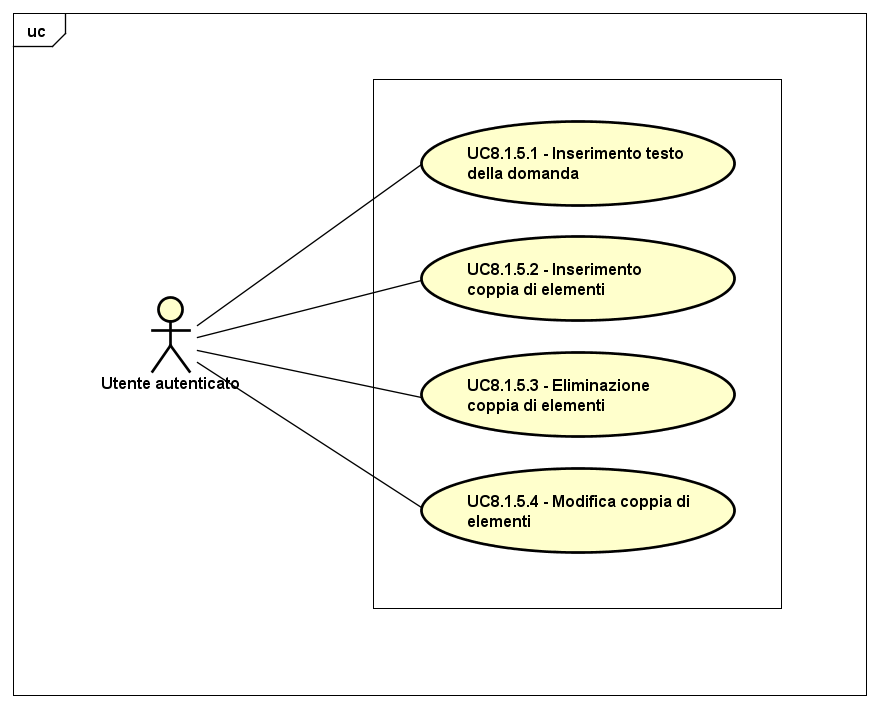 uc
UC8.1.5.1 - Inserimento testo
della domanda
UC8.1.5.2 - Inserimento
coppia di elementi
Utente autenticato
UC8.1.5.3 - Eliminazione
coppia di elementi
UC8.1.5.4 - Modifica coppia di
elementi